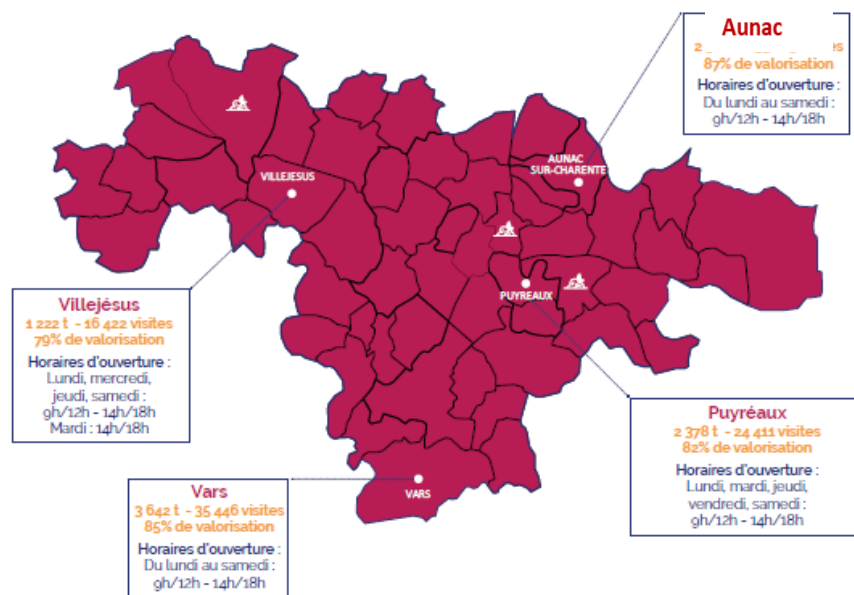 Aunac
87% de valorisation
Horaires d'ouverture :
Du lundi au samedi :
9h/12h - 14h/18h
AUNAC
SUR-CHARENTE
VILLEJESUS
PUYREAUX
VARS
Villejésus
1 222 t - 16 422 visites
79% de valorisation
Horaires d'ouverture :
Lundi, mercredi,
jeudi, samedi :
9h/12h - 14h/18h
Mardi : 14h/18h
Puyréaux
2 378 t - 24 411 visites
82% de valorisation
Horaires d'ouverture :
Lundi, mardi, jeudi,
vendredi, samedi :
9h/12h - 14h/18h
Vars
3 642 t - 35 446 visites
85% de valorisation
Horaires d'ouverture :
Du lundi au samedi :
9h/12h - 14h/18h